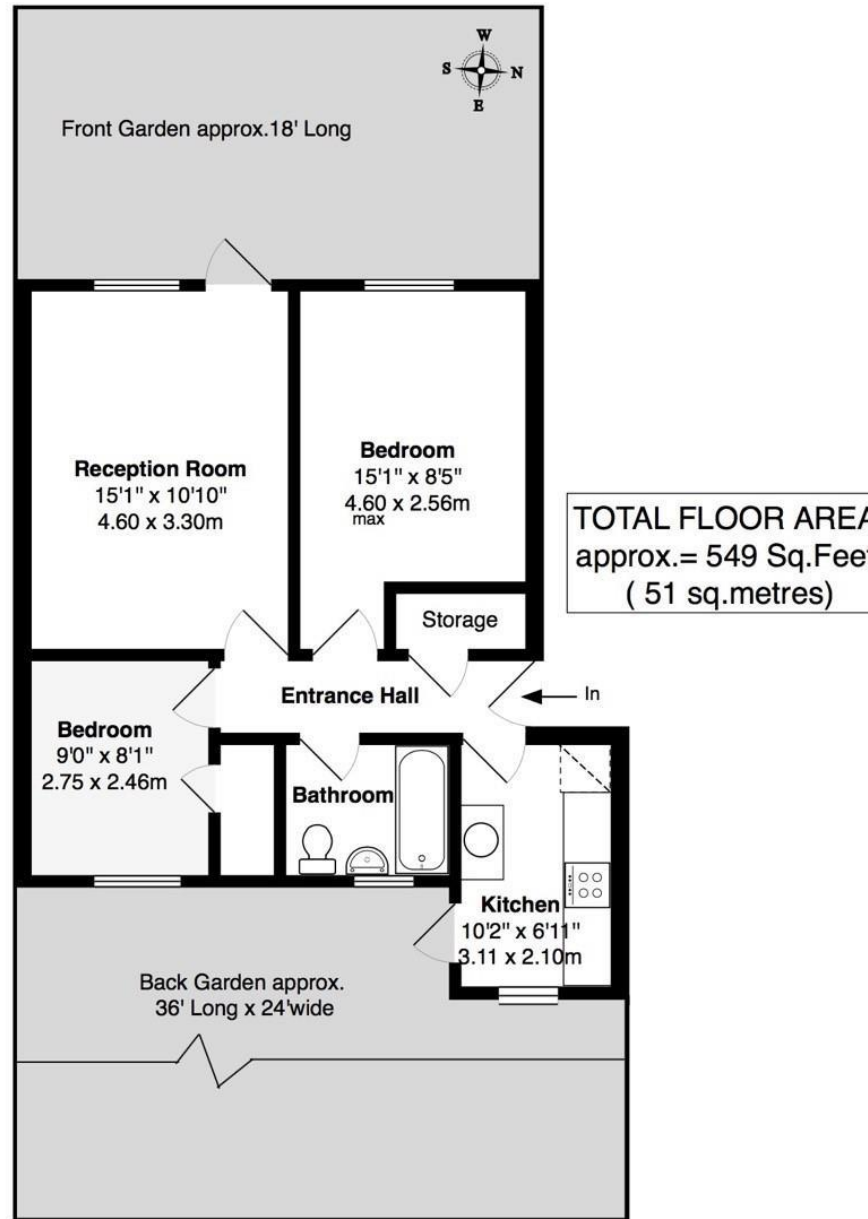 W
S N
E
Front Garden approx.18' Long
Reception Room
15'1" x 10'10"
4.60 x 3.30m
Bedroom
15'1" x 8'5"
4.60 x 2.56m
max
TOTAL FLOOR AREA
approx.= 549 Sq.Feet
( 51 sq.metres)
Storage
Entrance Hall
In
Bedroom
9'0" x 8'1"
2.75 x 2.46m
Bathroom
Kitchen
10'2" x 6'11"
3.11 x 2.10m
Back Garden approx.
36' Long x 24'wide